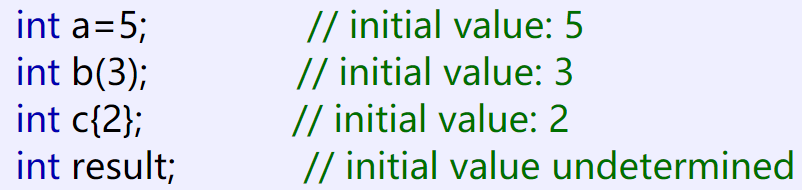 int a=5;               // initial value: 5
int b(3);              // initial value: 3
int c{2};              // initial value: 2
int result;            // initial value undetermined